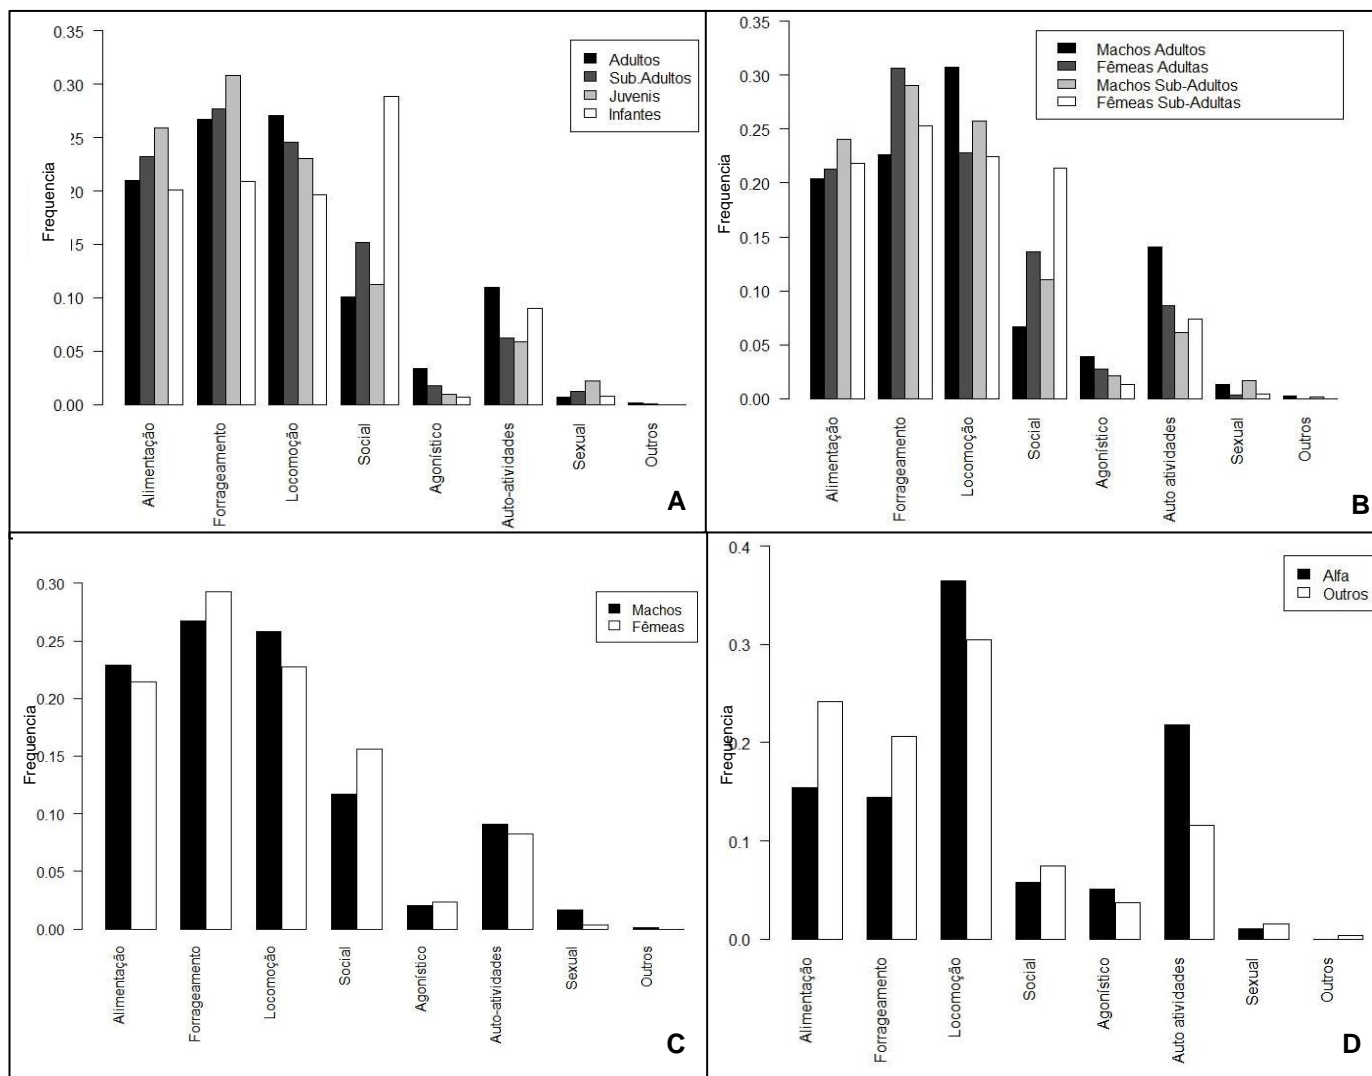 0.35
0.30
.25
.20
.15
0.10
0.05
0.00
Frequencia
Adultos
Sub.Adultos
Juvenis
Infantes
Alimentação
Forrageamento
Locomoção
Social
Agonístico
Auto-atividades
Sexual
Outros
A
0.35
0.30
0.25
0.20
0.15
0.10
0.05
0.00
Frequencia
Machos Adultos
Fêmeas Adultas
Machos Sub-Adultos
Fêmeas Sub-Adultas
Alimentação
Forrageamento
Locomoção
Social
Agonístico
Auto atividades
Sexual
Outros
B
0.30
0.25
0.20
0.15
0.10
0.05
0.00
Frequencia
Machos
Fêmeas
Alimentação
Forrageamento
Locomoção
Social
Agonístico
Auto-atividades
Sexual
Outros
C
0.4
0.3
0.2
0.1
0.0
Frequencia
Alfa
Outros
Alimentação
Forrageamento
Locomoção
Social
Agonístico
Auto atividades
Sexual
Outros
D